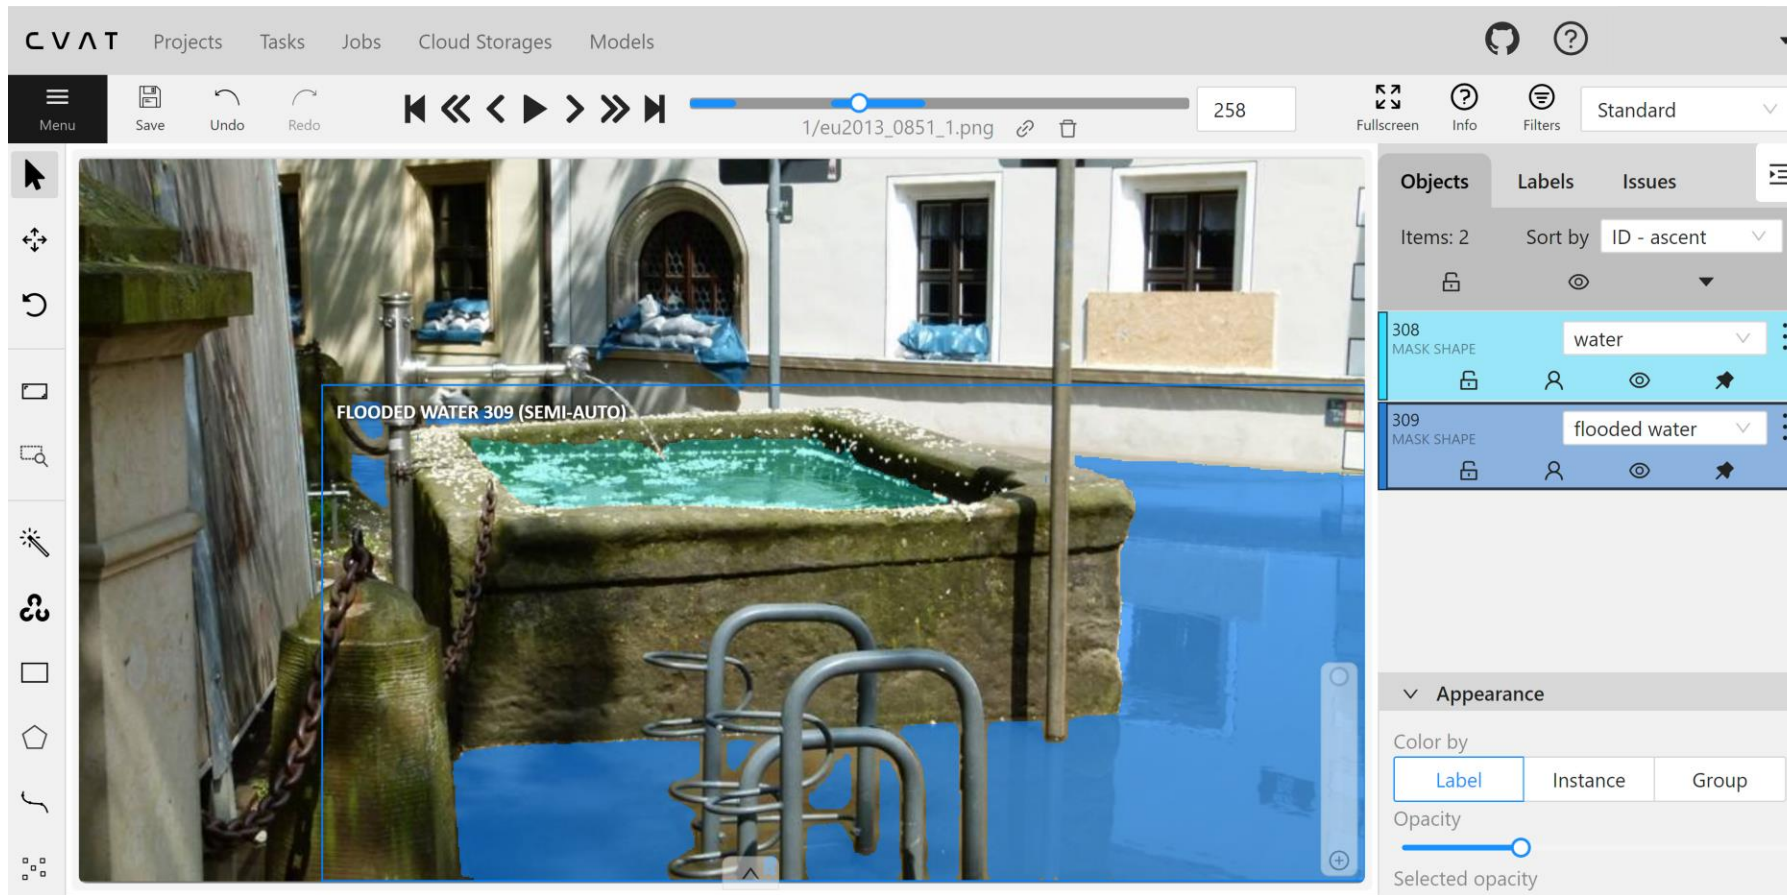 CVAT Projects Tasks Jobs Cloud Storages Models
Menu Save Undo Redo 1/eu2013_0851_1.png 258 Fullscreen Info Filters Standard
Objects Labels Issues
Items: 2 Sort by ID - ascent
308 water
MASK SHAPE
FLOODED WATER 309 (SEMI-AUTO)
309 flooded water
MASK SHAPE
Appearance
Color by
Label Instance Group
Opacity
Selected opacity